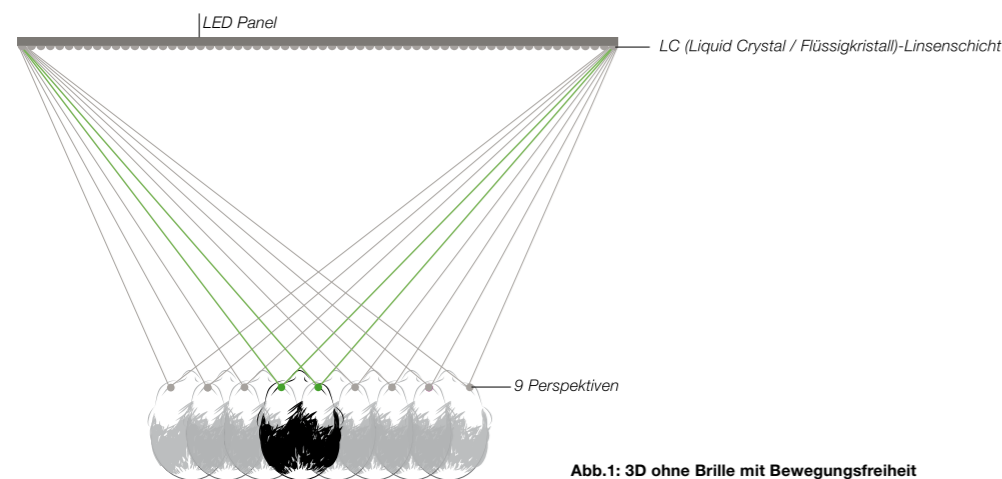 LED Panel
LC (Liquid Crystal / Flüssigkristall)-Linsenschicht
9 Perspektiven
Abb.1: 3D ohne Brille mit Bewegungsfreiheit